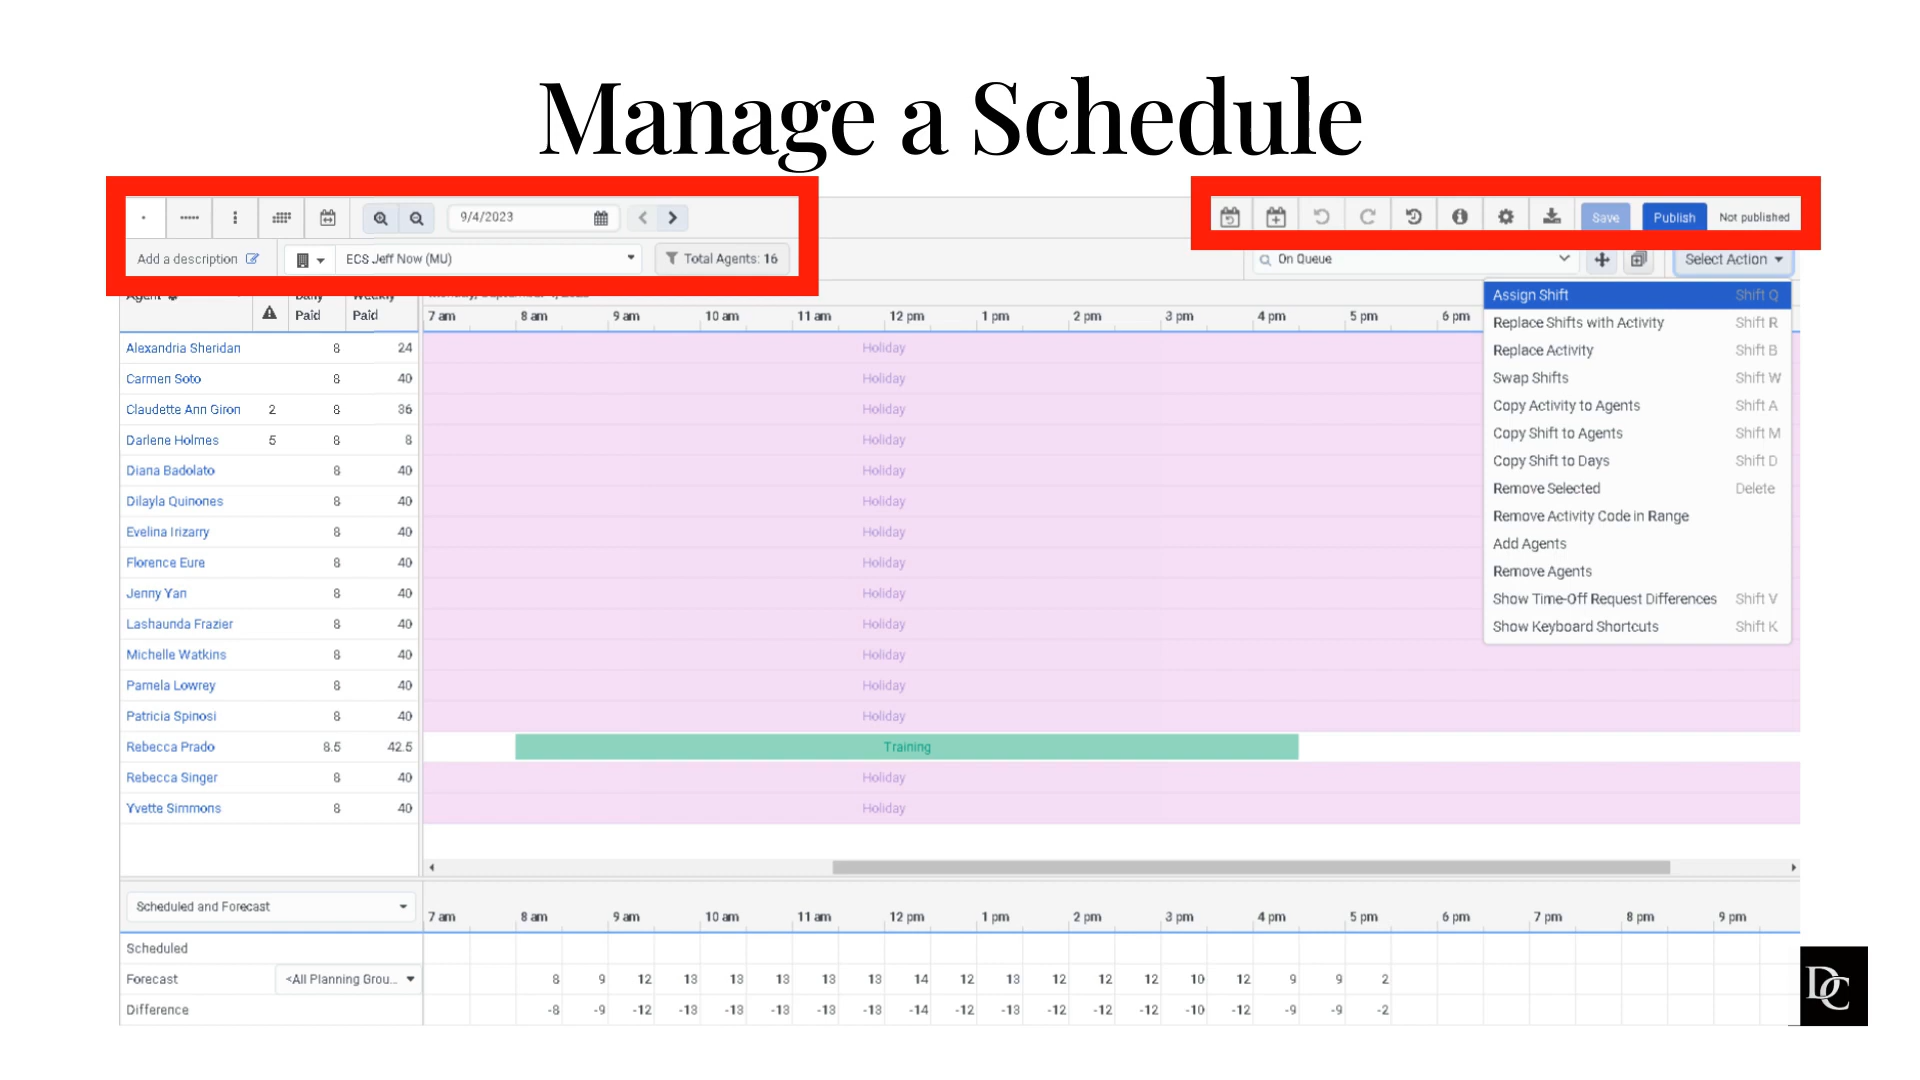 Manage a Schedule
9/4/2023
Save Publish Not published
Add a description ECS Jeff Now (MU) Total Agents: 16 On Queue Select Action
Agent Daily Weekly
Paid Paid 7 am 8 am 9 am 10 am 11 am 12 pm 1 pm 2 pm 3 pm 4 pm 5 pm 6 pm
Assign Shift Shift Q
Replace Shifts with Activity Shift R
Replace Activity Shift B
Swap Shifts Shift W
Copy Activity to Agents Shift A
Copy Shift to Agents Shift M
Copy Shift to Days Shift D
Remove Selected Delete
Remove Activity Code in Range
Add Agents
Remove Agents
Show Time-Off Request Differences Shift V
Show Keyboard Shortcuts Shift K
Alexandria Sheridan 8 24 Holiday
Carmen Soto 8 40 Holiday
Claudette Ann Giron 2 8 36 Holiday
Darlene Holmes 5 8 8 Holiday
Diana Badolato 8 40 Holiday
Dilayla Quinones 8 40 Holiday
Evelina Irizarry 8 40 Holiday
Florence Eure 8 40 Holiday
Jenny Yan 8 40 Holiday
Lashaunda Frazier 8 40 Holiday
Michelle Watkins 8 40 Holiday
Pamela Lowrey 8 40 Holiday
Patricia Spinosi 8 40 Holiday
Rebecca Prado 8.5 42.5 Training
Rebecca Singer 8 40 Holiday
Yvette Simmons 8 40 Holiday
Scheduled and Forecast 7 am 8 am 9 am 10 am 11 am 12 pm 1 pm 2 pm 3 pm 4 pm 5 pm 6 pm 7 pm 8 pm 9 pm
Scheduled
Forecast <All Planning Grou... 8 9 12 13 13 13 13 13 14 12 13 12 12 12 10 12 9 9 2
Difference -8 -9 -12 -13 -13 -13 -13 -13 -14 -12 -13 -12 -12 -12 -10 -12 -9 -9 -2
DC